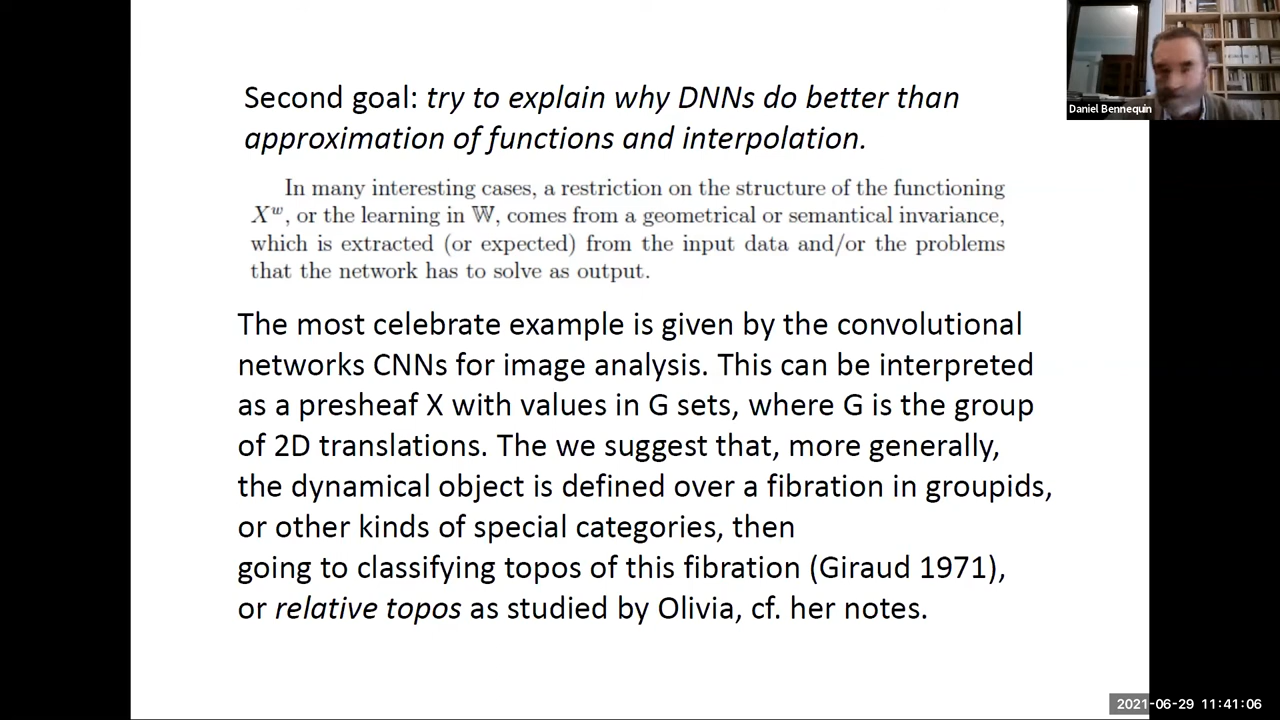 Second goal: try to explain why DNNs do better than
approximation of functions and interpolation.
In many interesting cases, a restriction on the structure of the functioning
Xʷ, or the learning in 𝕎, comes from a geometrical or semantical invariance,
which is extracted (or expected) from the input data and/or the problems
that the network has to solve as output.
The most celebrate example is given by the convolutional
networks CNNs for image analysis. This can be interpreted
as a presheaf X with values in G sets, where G is the group
of 2D translations. The we suggest that, more generally,
the dynamical object is defined over a fibration in groupids,
or other kinds of special categories, then
going to classifying topos of this fibration (Giraud 1971),
or relative topos as studied by Olivia, cf. her notes.
Daniel Bennequin
2021-06-29 11:41:06